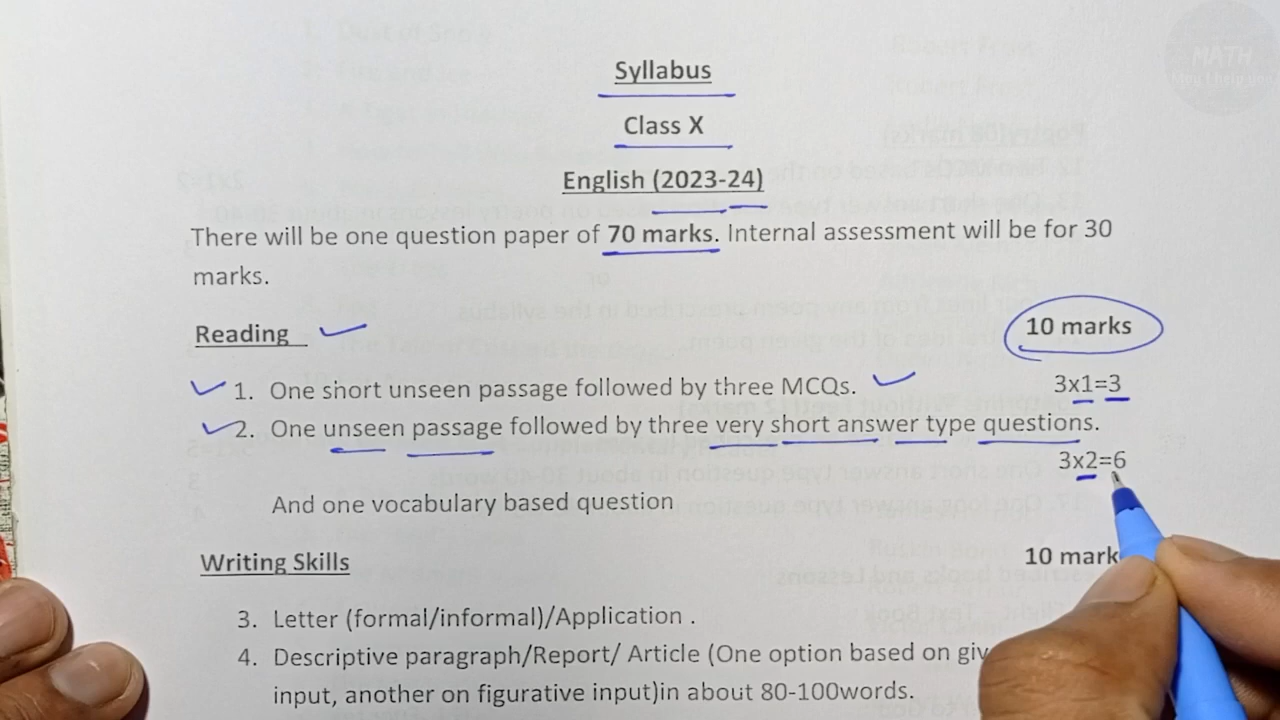 MATH
Syllabus
Class X
English (2023-24)
There will be one question paper of 70 marks. Internal assessment will be for 30
marks.
Reading 10 marks
1. One short unseen passage followed by three MCQs. 3x1=3
2. One unseen passage followed by three very short answer type questions.
3x2=6
And one vocabulary based question
Writing Skills 10 mark
3. Letter (formal/informal)/Application .
4. Descriptive paragraph/Report/ Article (One option based on giv
input, another on figurative input)in about 80-100words.